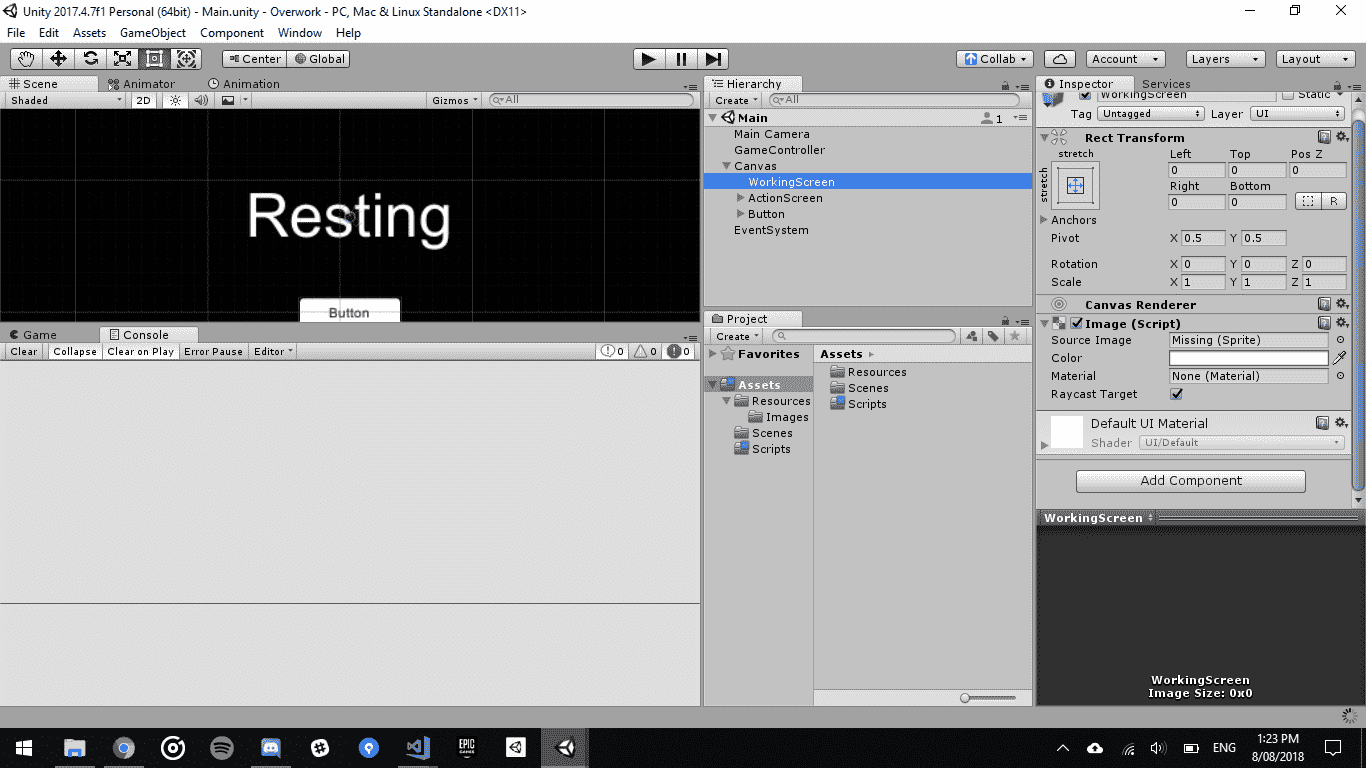 Unity 2017.4.7f1 Personal (64bit) - Main.unity - Overwork - PC, Mac & Linux Standalone <DX11>
File Edit Assets GameObject Component Window Help
Center Global Collab Account Layers Layout
Scene Animator Animation
Shaded 2D Gizmos All
Resting
Button
Game Console
Clear Collapse Clear on Play Error Pause Editor 0 0 0
Hierarchy
Create All
Main 1
Main Camera
GameController
Canvas
WorkingScreen
ActionScreen
Button
EventSystem
Project
Create
Favorites
Assets
Resources
Images
Scenes
Scripts
Assets
Resources
Scenes
Scripts
Inspector Services
WorkingScreen Static
Tag Untagged Layer UI
Rect Transform
stretch Left Top Pos Z
stretch 0 0 0
Right Bottom
0 0 R
Anchors
Pivot X 0.5 Y 0.5
Rotation X 0 Y 0 Z 0
Scale X 1 Y 1 Z 1
Canvas Renderer
Image (Script)
Source Image Missing (Sprite)
Color
Material None (Material)
Raycast Target
Default UI Material
Shader UI/Default
Add Component
WorkingScreen
WorkingScreen
Image Size: 0x0
EPIC GAMES
ENG
1:23 PM
8/08/2018